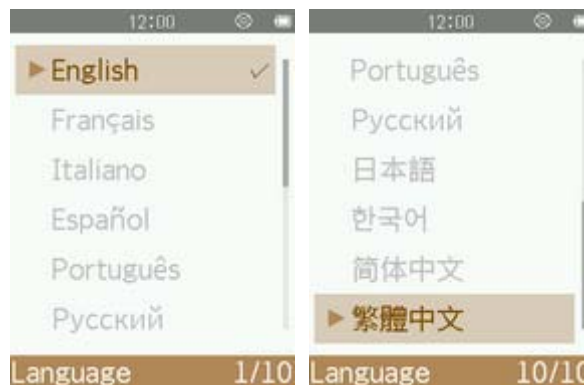 12:00
English
Français
Italiano
Español
Português
Русский
Language 1/10
12:00
Português
Русский
日本語
한국어
简体中文
繁體中文
Language 10/10